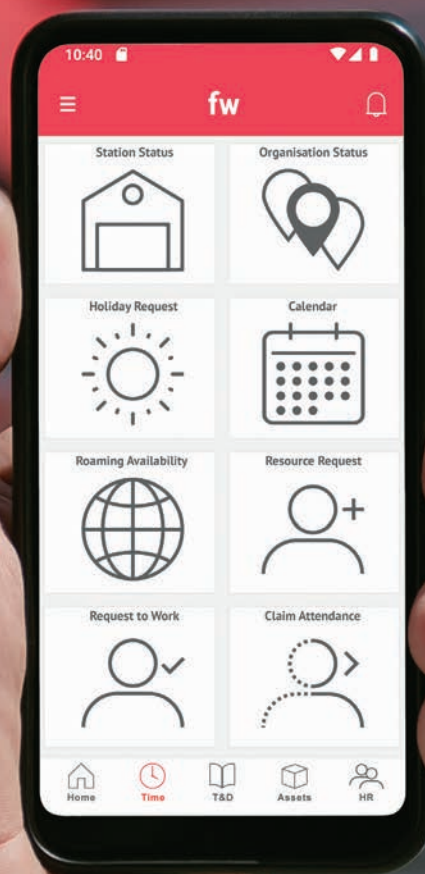 10:40
fw
Station Status
Organisation Status
Holiday Request
Calendar
Roaming Availability
Resource Request
Request to Work
Claim Attendance
Home
Time
T&D
Assets
HR